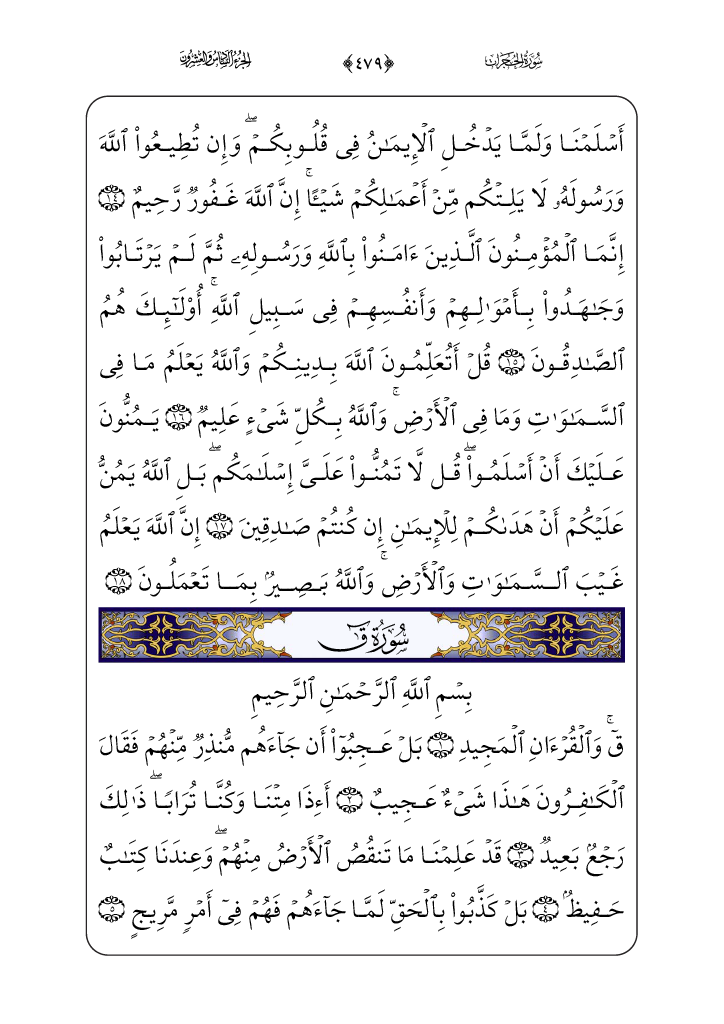 سُورَةُ الحُجُرَات ﴿٤٧٩﴾ الجُزْءُ السَّادِسُ وَالعِشْرُونَ
أَسۡلَمۡنَا وَلَمَّا يَدۡخُلِ ٱلۡإِيمَٰنُ فِي قُلُوبِكُمۡۖ وَإِن تُطِيعُواْ ٱللَّهَ
وَرَسُولَهُۥ لَا يَلِتۡكُم مِّنۡ أَعۡمَٰلِكُمۡ شَيۡـًٔاۚ إِنَّ ٱللَّهَ غَفُورٞ رَّحِيمٌ ١٤
إِنَّمَا ٱلۡمُؤۡمِنُونَ ٱلَّذِينَ ءَامَنُواْ بِٱللَّهِ وَرَسُولِهِۦ ثُمَّ لَمۡ يَرۡتَابُواْ
وَجَٰهَدُواْ بِأَمۡوَٰلِهِمۡ وَأَنفُسِهِمۡ فِي سَبِيلِ ٱللَّهِۚ أُوْلَٰٓئِكَ هُمُ
ٱلصَّٰدِقُونَ ١٥ قُلۡ أَتُعَلِّمُونَ ٱللَّهَ بِدِينِكُمۡ وَٱللَّهُ يَعۡلَمُ مَا فِي
ٱلسَّمَٰوَٰتِ وَمَا فِي ٱلۡأَرۡضِۚ وَٱللَّهُ بِكُلِّ شَيۡءٍ عَلِيمٞ ١٦ يَمُنُّونَ
عَلَيۡكَ أَنۡ أَسۡلَمُواْۖ قُل لَّا تَمُنُّواْ عَلَيَّ إِسۡلَٰمَكُمۖ بَلِ ٱللَّهُ يَمُنُّ
عَلَيۡكُمۡ أَنۡ هَدَىٰكُمۡ لِلۡإِيمَٰنِ إِن كُنتُمۡ صَٰدِقِينَ ١٧ إِنَّ ٱللَّهَ يَعۡلَمُ
غَيۡبَ ٱلسَّمَٰوَٰتِ وَٱلۡأَرۡضِۚ وَٱللَّهُ بَصِيرُۢ بِمَا تَعۡمَلُونَ ١٨
سُورَةُ قٓ
بِسۡمِ ٱللَّهِ ٱلرَّحۡمَٰنِ ٱلرَّحِيمِ
قٓۚ وَٱلۡقُرۡءَانِ ٱلۡمَجِيدِ ١ بَلۡ عَجِبُوٓاْ أَن جَآءَهُم مُّنذِرٞ مِّنۡهُمۡ فَقَالَ
ٱلۡكَٰفِرُونَ هَٰذَا شَيۡءٌ عَجِيبٌ ٢ أَءِذَا مِتۡنَا وَكُنَّا تُرَابٗاۖ ذَٰلِكَ
رَجۡعُۢ بَعِيدٞ ٣ قَدۡ عَلِمۡنَا مَا تَنقُصُ ٱلۡأَرۡضُ مِنۡهُمۡۖ وَعِندَنَا كِتَٰبٌ
حَفِيظُۢ ٤ بَلۡ كَذَّبُواْ بِٱلۡحَقِّ لَمَّا جَآءَهُمۡ فَهُمۡ فِيٓ أَمۡرٖ مَّرِيجٍ ٥